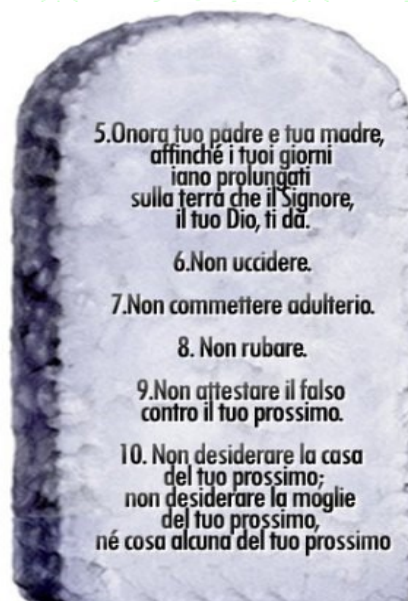 5.Onora tuo padre e tua madre,
affinché i tuoi giorni
iano prolungati
sulla terra che il Signore,
il tuo Dio, ti dà.
6.Non uccidere.
7.Non commettere adulterio.
8. Non rubare.
9.Non attestare il falso
contro il tuo prossimo.
10. Non desiderare la casa
del tuo prossimo;
non desiderare la moglie
del tuo prossimo,
né cosa alcuna del tuo prossimo